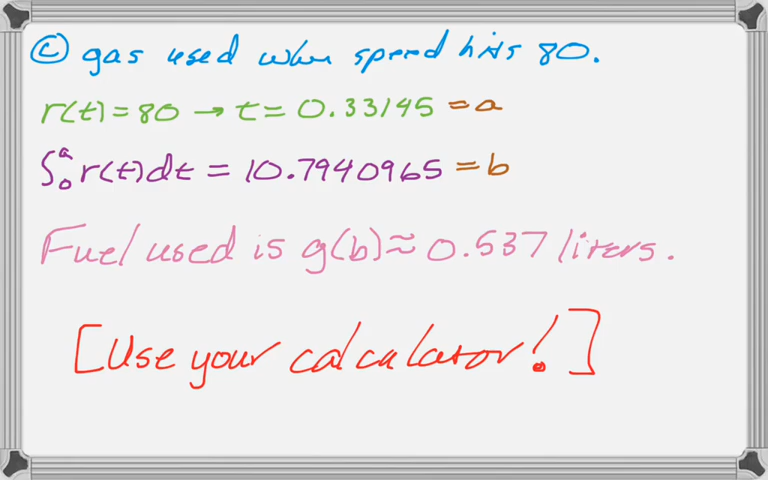 Ⓒ gas used when speed hits 80.
r(t) = 80 → t = 0.33145 = a
∫₀ᵃ r(t)dt = 10.7940965 = b
Fuel used is g(b) ≈ 0.537 liters.
[Use your calculator!]